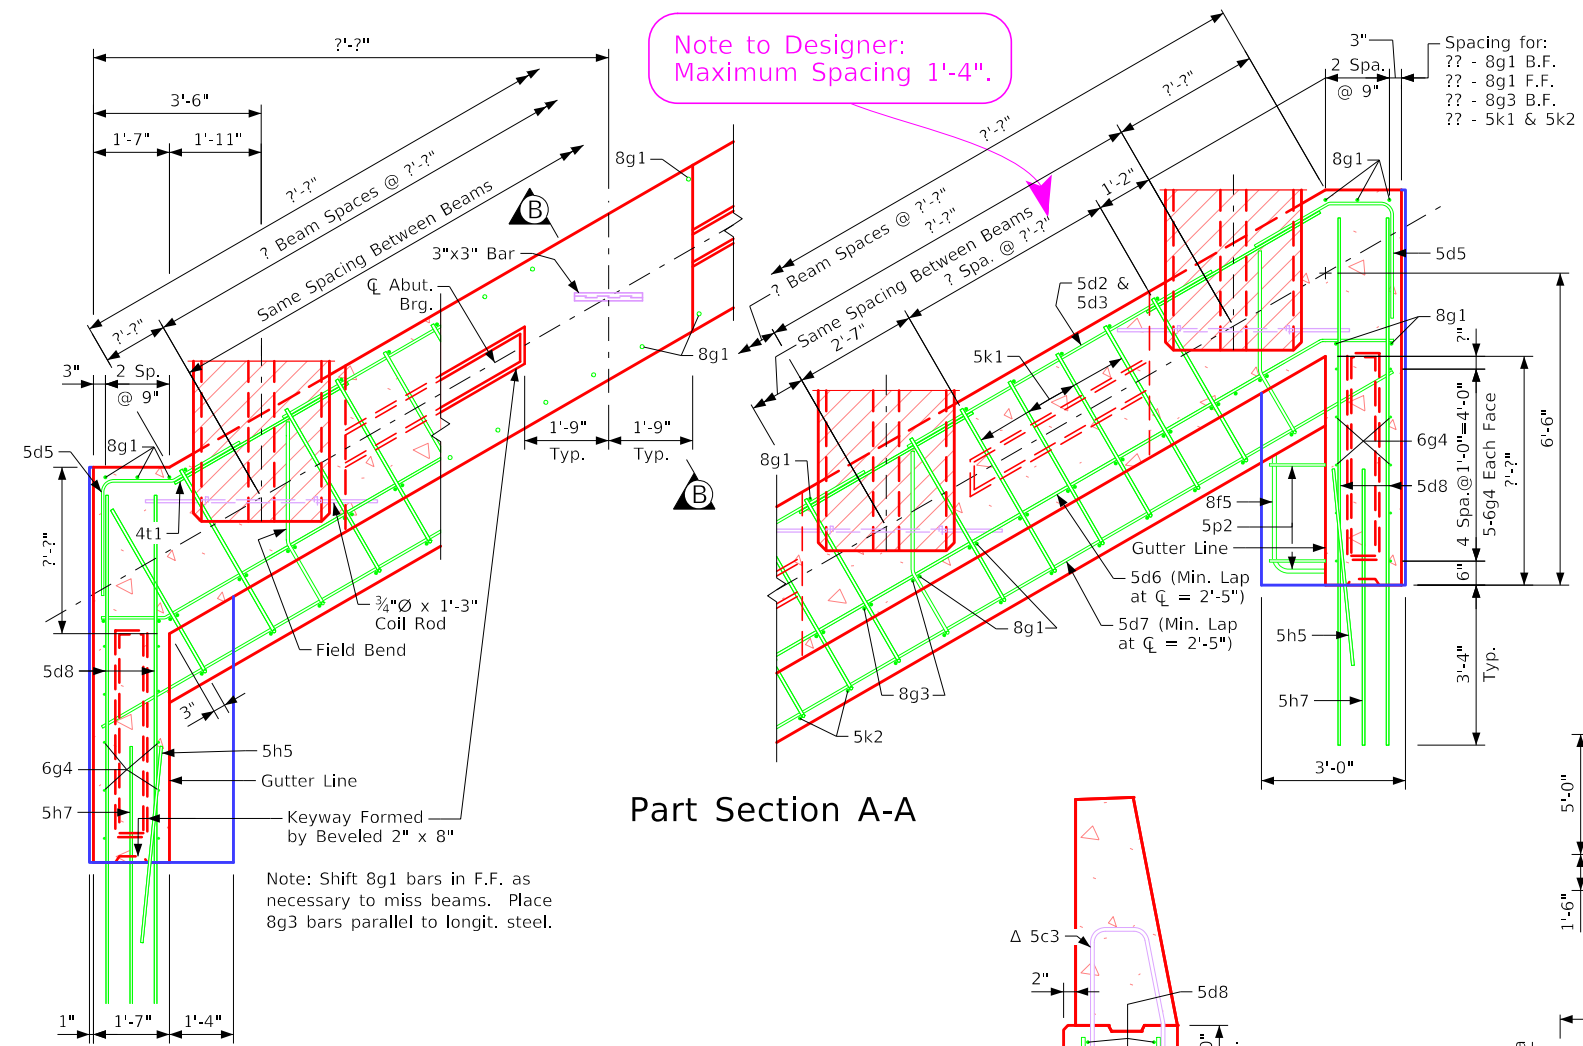 ?'-?"
3'-6"
1'-7"
1'-11"
?'-?"
? Beam Spaces @ ?'-?"
Same Spacing Between Beams
?'-?"
3"
2 Sp.
@ 9"
8g1
5d5
4t1
?'-?"
5d8
6g4
5h7
3"
5h5
Gutter Line
Keyway Formed
by Beveled 2" x 8"
Field Bend
¾"Ø x 1'-3"
Coil Rod
Note: Shift 8g1 bars in F.F. as
necessary to miss beams. Place
8g3 bars parallel to longit. steel.
1"
1'-7"
1'-4"
B
3"x3" Bar
℄ Abut.
Brg.
8g1
8g1
1'-9"
Typ.
1'-9"
Typ.
B
Note to Designer:
Maximum Spacing 1'-4".
?'-?"
?'-?"
? Beam Spaces @ ?'-?"
?'-?"
Same Spacing Between Beams
? Spa. @ ?'-?"
1'-2"
2'-7"
3"
2 Spa.
@ 9"
Spacing for:
?? - 8g1 B.F.
?? - 8g1 F.F.
?? - 8g3 B.F.
?? - 5k1 & 5k2
8g1
5d5
5d2 &
5d3
5k1
8g1
8g1
?"
6'-6"
4 Spa.@1'-0"=4'-0"
5-6g4 Each Face
?'-?"
6"
6g4
5d8
8f5
5p2
Gutter Line
5d6 (Min. Lap
at ℄ = 2'-5")
5d7 (Min. Lap
at ℄ = 2'-5")
8g1
8g3
5k2
5h5
5h7
3'-4"
Typ.
3'-0"
Part Section A-A
Δ 5c3
2"
5d8
5'-0"
1'-6"